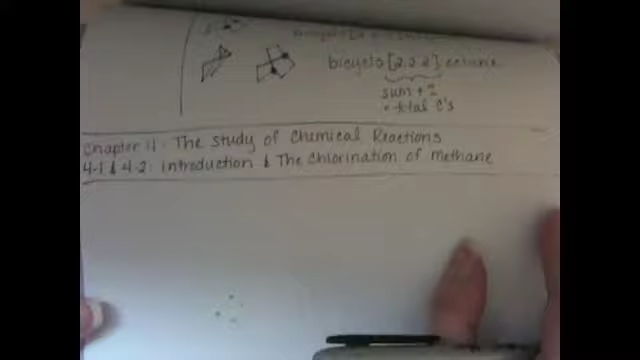 bicyclo [2.2.2] octane
sum + 2
= total C's
Chapter 4: The Study of Chemical Reactions
4-1 & 4-2: Introduction & The Chlorination of Methane